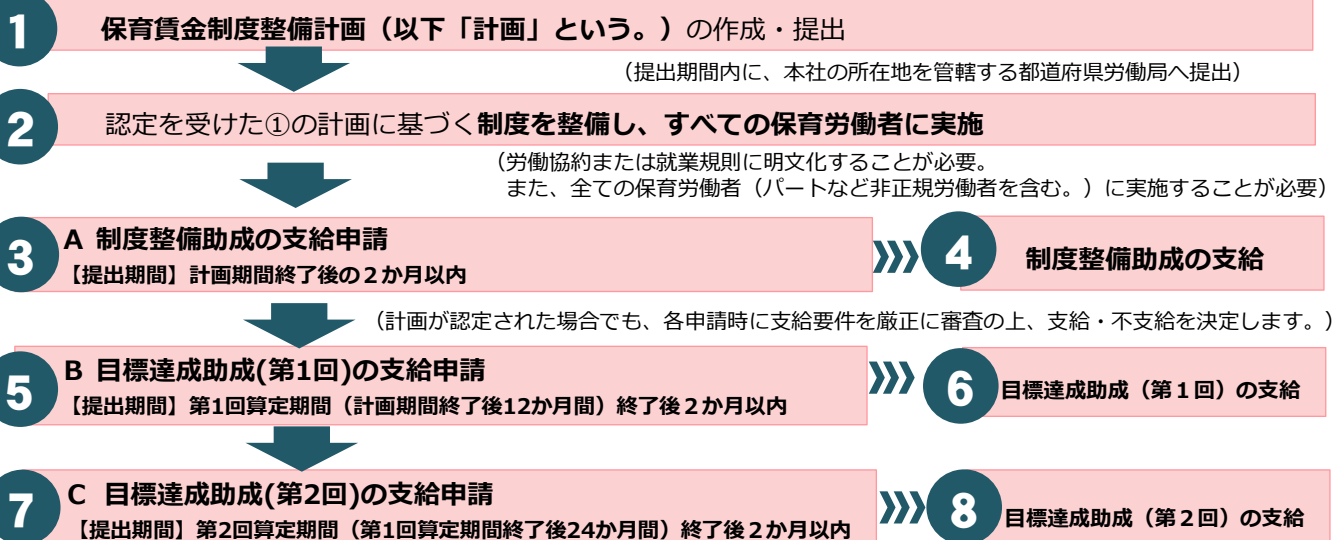 1
保育賃金制度整備計画（以下「計画」という。）の作成・提出
（提出期間内に、本社の所在地を管轄する都道府県労働局へ提出）
2
認定を受けた①の計画に基づく制度を整備し、すべての保育労働者に実施
（労働協約または就業規則に明文化することが必要。
また、全ての保育労働者（パートなど非正規労働者を含む。）に実施することが必要）
3
A 制度整備助成の支給申請
【提出期間】計画期間終了後の２か月以内
4
制度整備助成の支給
（計画が認定された場合でも、各申請時に支給要件を厳正に審査の上、支給・不支給を決定します。）
5
B 目標達成助成(第1回)の支給申請
【提出期間】第1回算定期間（計画期間終了後12か月間）終了後２か月以内
6
目標達成助成（第１回）の支給
7
C 目標達成助成(第2回)の支給申請
【提出期間】第2回算定期間（第1回算定期間終了後24か月間）終了後２か月以内
8
目標達成助成（第２回）の支給